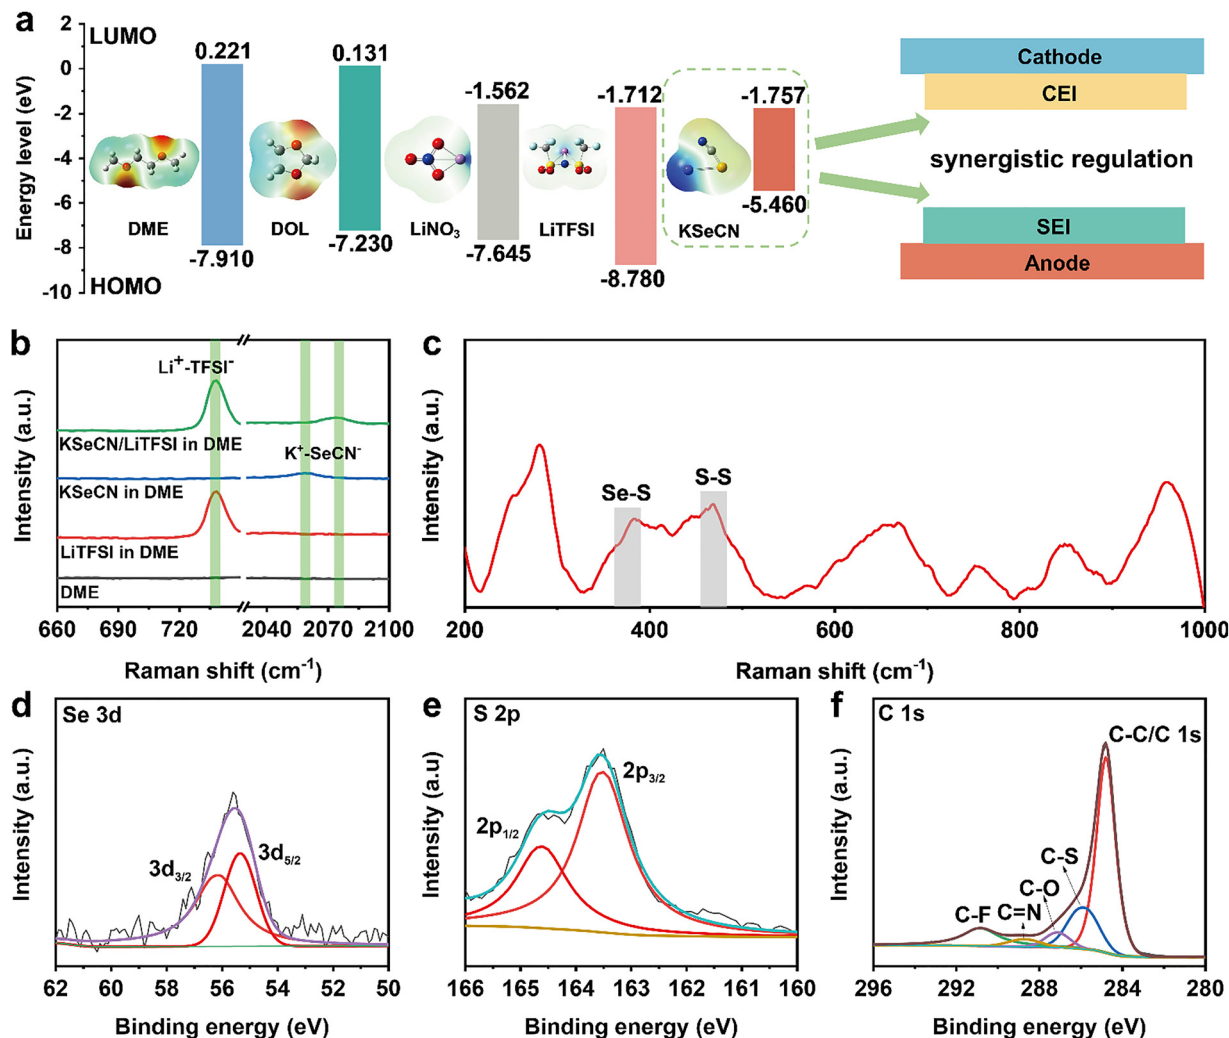 a
Energy level (eV)
2
0
-2
-4
-6
-8
-10
LUMO
HOMO
0.221
DME
-7.910
0.131
DOL
-7.230
-1.562
LiNO₃
-7.645
-1.712
LiTFSI
-8.780
-1.757
KSeCN
-5.460
Cathode
CEI
synergistic regulation
SEI
Anode
b
Intensity (a.u.)
Li⁺-TFSI⁻
KSeCN/LiTFSI in DME
K⁺-SeCN⁻
KSeCN in DME
LiTFSI in DME
DME
660 690 720 2040 2070 2100
Raman shift (cm⁻¹)
c
Intensity (a.u.)
Se-S
S-S
200 400 600 800 1000
Raman shift (cm⁻¹)
d
Se 3d
Intensity (a.u.)
3d₃/₂
3d₅/₂
62 60 58 56 54 52 50
Binding energy (eV)
e
S 2p
Intensity (a.u.)
2p₁/₂
2p₃/₂
166 165 164 163 162 161 160
Binding energy (eV)
f
C 1s
Intensity (a.u.)
C-C/C 1s
C-S
C-O
C=N
C-F
296 292 288 284 280
Binding energy (eV)